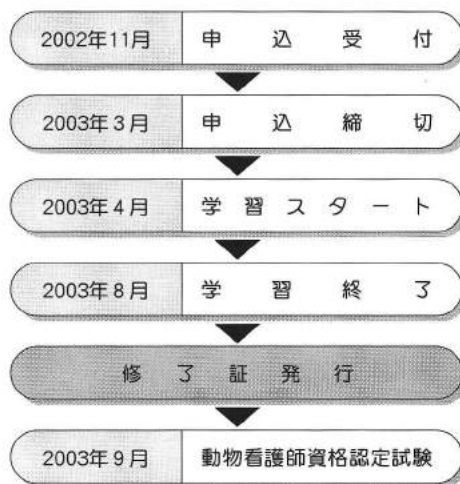 2002年11月 申込受付
2003年3月 申込締切
2003年4月 学習スタート
2003年8月 学習終了
修了証発行
2003年9月 動物看護師資格認定試験